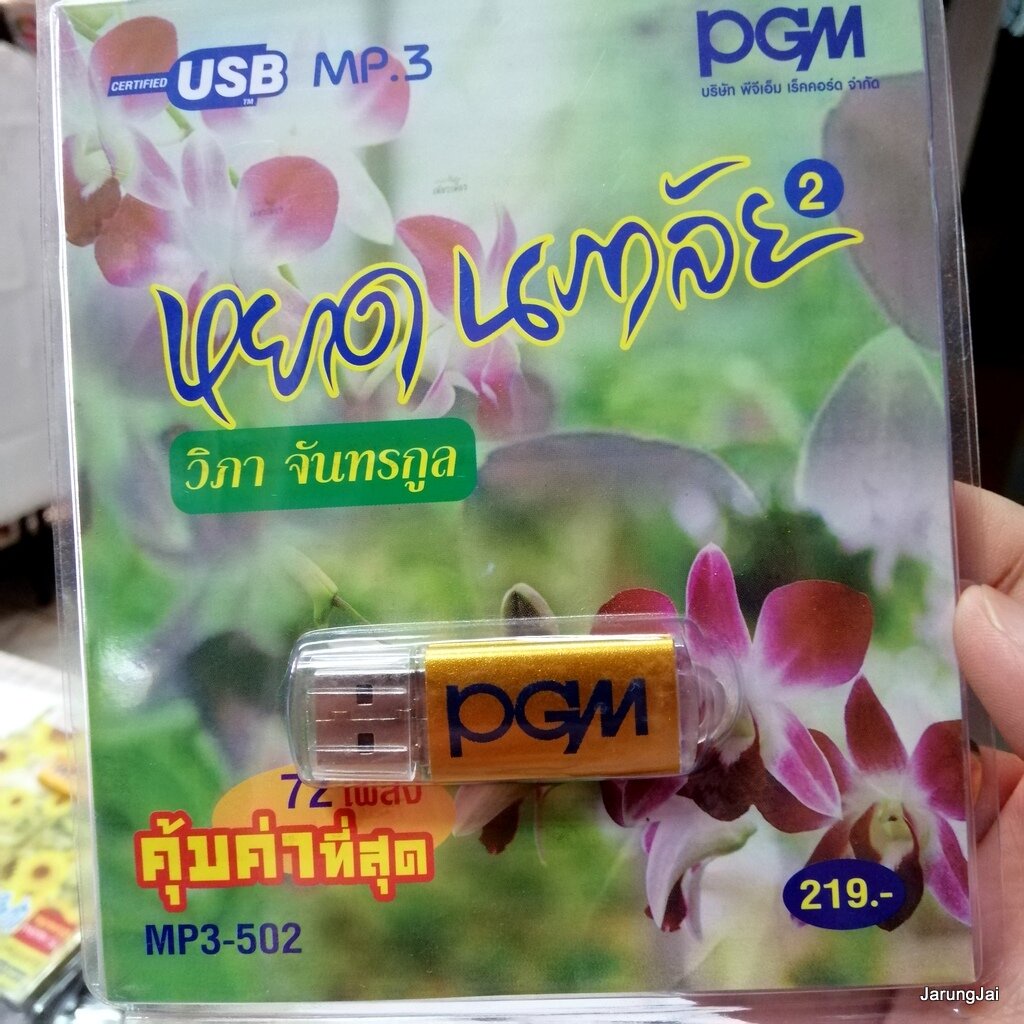 CERTIFIED USB TM MP.3
PGM
บริษัท พีจีเอ็ม เร็คคอร์ด จำกัด
หยาด นภาลัย 2
วิภา จันทรกูล
PGM
72 เพลง
คุ้มค่าที่สุด
MP3-502
219.-
JarungJai